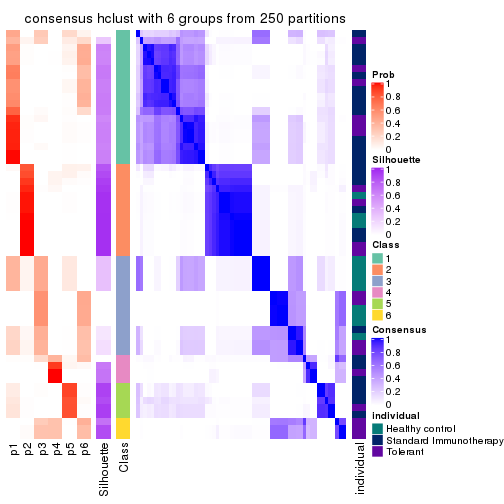 consensus hclust with 6 groups from 250 partitions
Prob
1
0.8
0.6
0.4
0.2
0
Silhouette
1
0.8
0.6
0.4
0.2
0
Class
1
2
3
4
5
6
Consensus
1
0.8
0.6
0.4
0.2
0
individual
Healthy control
Standard Immunotherapy
Tolerant
p1
p2
p3
p4
p5
p6
Silhouette
Class
individual